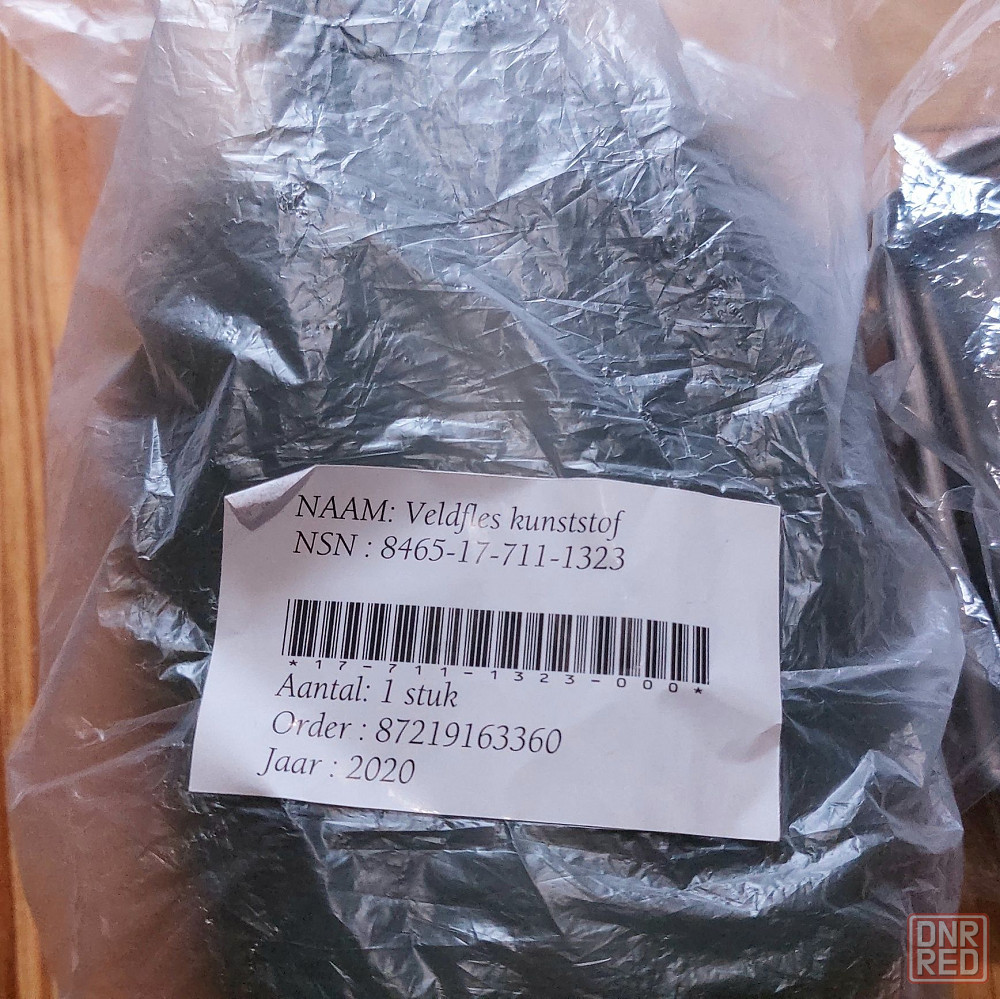 NAAM: Veldfles kunststof
NSN : 8465-17-711-1323
*17-711-1323-000*
Aantal: 1 stuk
Order : 87219163360
Jaar : 2020
DNR
RED